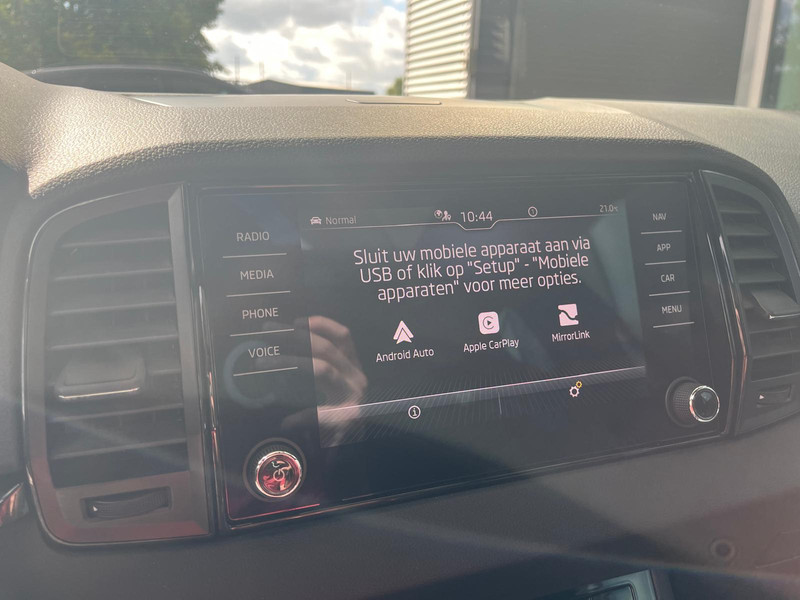 Normal
10:44
21.0°C
RADIO
MEDIA
PHONE
VOICE
Sluit uw mobiele apparaat aan via
USB of klik op "Setup" - "Mobiele
apparaten" voor meer opties.
Android Auto
Apple CarPlay
MirrorLink
NAV
APP
CAR
MENU